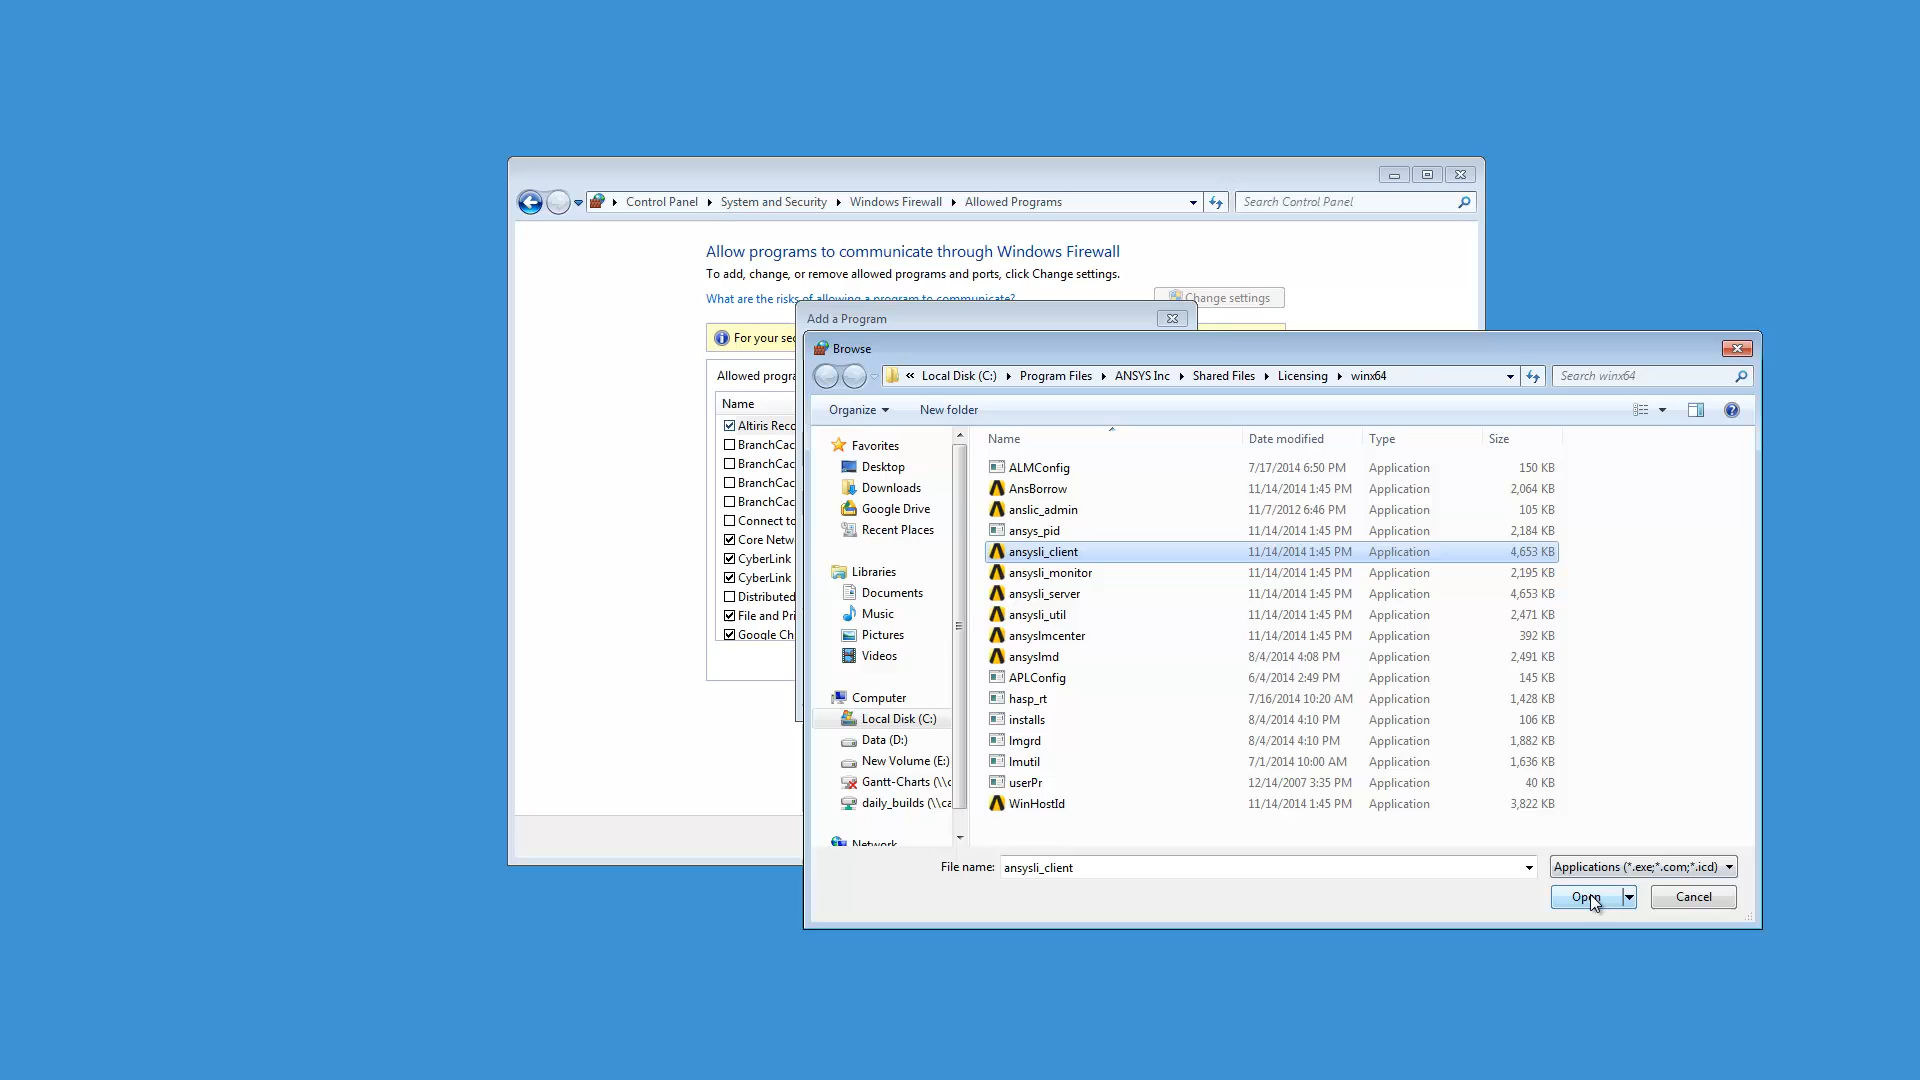 Control Panel System and Security Windows Firewall Allowed Programs
Search Control Panel
Allow programs to communicate through Windows Firewall
To add, change, or remove allowed programs and ports, click Change settings.
What are the risks of allowing a program to communicate?
Change settings
Add a Program
For your sec
Browse
Allowed progra
« Local Disk (C:) Program Files ANSYS Inc Shared Files Licensing winx64
Search winx64
Name
Altiris Reco
BranchCac
BranchCac
BranchCac
BranchCac
Connect to
Core Netw
CyberLink
CyberLink
Distributed
File and Pri
Google Ch
Organize New folder
Favorites
Desktop
Downloads
Google Drive
Recent Places
Libraries
Documents
Music
Pictures
Videos
Computer
Local Disk (C:)
Data (D:)
New Volume (E:)
Gantt-Charts (\\c
daily_builds (\\ca
Network
Name Date modified Type Size
ALMConfig 7/17/2014 6:50 PM Application 150 KB
AnsBorrow 11/14/2014 1:45 PM Application 2,064 KB
anslic_admin 11/7/2012 6:46 PM Application 105 KB
ansys_pid 11/14/2014 1:45 PM Application 2,184 KB
ansysli_client 11/14/2014 1:45 PM Application 4,653 KB
ansysli_monitor 11/14/2014 1:45 PM Application 2,195 KB
ansysli_server 11/14/2014 1:45 PM Application 4,653 KB
ansysli_util 11/14/2014 1:45 PM Application 2,471 KB
ansyslmcenter 11/14/2014 1:45 PM Application 392 KB
ansyslmd 8/4/2014 4:08 PM Application 2,491 KB
APLConfig 6/4/2014 2:49 PM Application 145 KB
hasp_rt 7/16/2014 10:20 AM Application 1,428 KB
installs 8/4/2014 4:10 PM Application 106 KB
lmgrd 8/4/2014 4:10 PM Application 1,882 KB
lmutil 7/1/2014 10:00 AM Application 1,636 KB
userPr 12/14/2007 3:35 PM Application 40 KB
WinHostId 11/14/2014 1:45 PM Application 3,822 KB
File name: ansysli_client
Applications (*.exe;*.com;*.icd)
Open Cancel